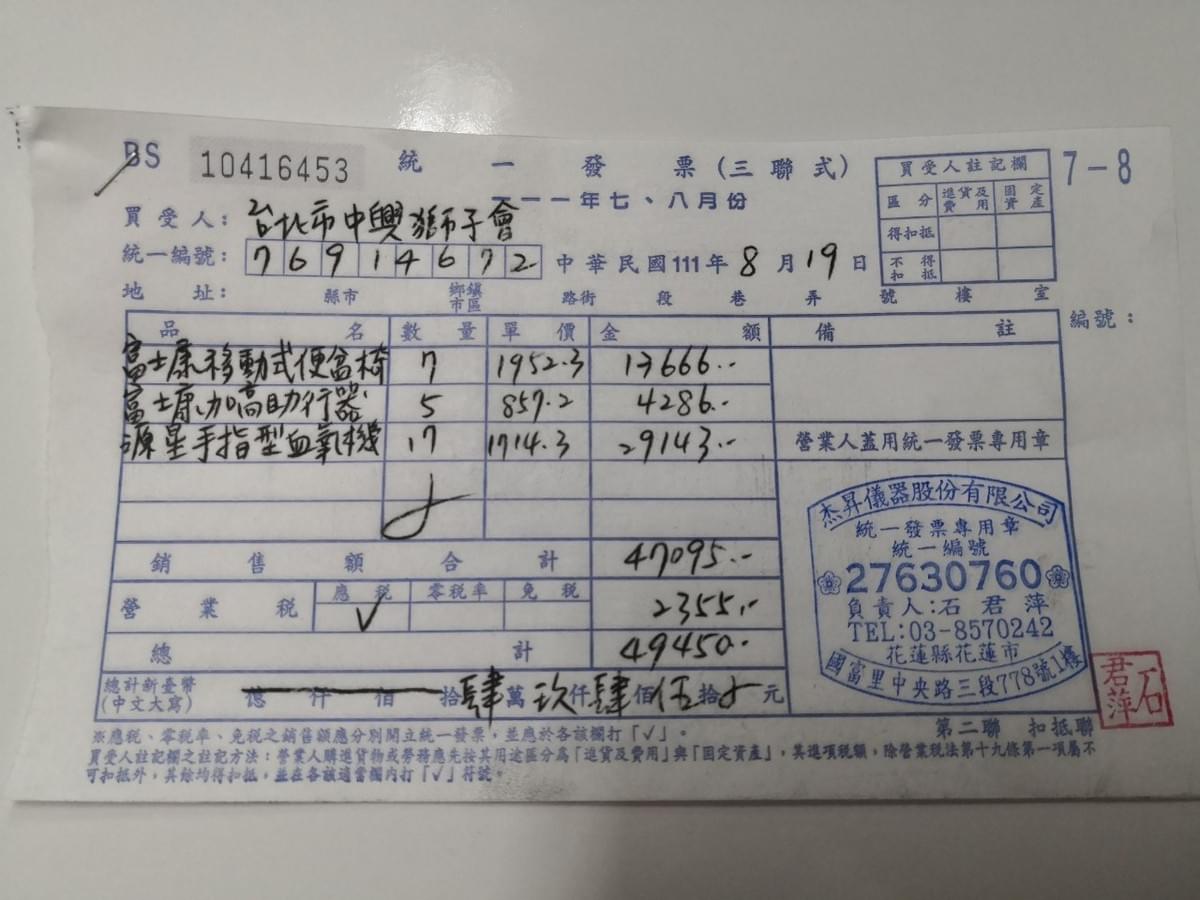 BS 10416453 統一發票(三聯式) 7-8
一一一年七、八月份
買受人: 台北市中興獅子會
統一編號: 76914672 中華民國111年8月19日
地址: 縣市 鄉鎮市區 路街 段 巷 弄 號 樓 室
買受人註記欄
區分 進貨及費用 固定資產
得扣抵
不得扣抵
品名 數量 單價 金額 備註 編號:
富士康移動式便盆椅 7 1952.3 13666.-
富士康加高助行器 5 857.2 4286.-
源星手指型血氧機 17 1714.3 29143.-
營業人蓋用統一發票專用章
銷售額合計 47095.-
營業稅 應稅 √ 零稅率 免稅 2355.-
總計 49450.-
總計新臺幣(中文大寫) 億仟佰拾肆萬玖仟肆佰伍拾元
杰昇儀器股份有限公司
統一發票專用章
統一編號
27630760
負責人:石君萍
TEL:03-8570242
花蓮縣花蓮市
國富里中央路三段778號1樓
石君萍
第二聯 扣抵聯
※應稅、零稅率、免稅之銷售額應分別開立統一發票,並應於各該欄打「√」。
買受人註記欄之註記方法:營業人購進貨物或勞務應先按其用途區分為「進貨及費用」與「固定資產」,其進項稅額,除營業稅法第十九條第一項屬不
可扣抵外,其餘均得扣抵,並在各該適當欄內打「√」符號。